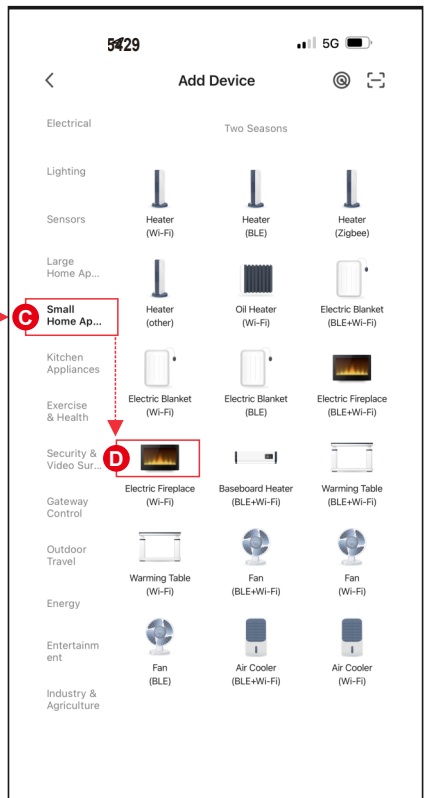 5G
Add Device
Electrical
Two Seasons
Lighting
Sensors
Heater
(Wi-Fi)
Heater
(BLE)
Heater
(Zigbee)
Large
Home Ap...
C
Small
Home Ap...
Heater
(other)
Oil Heater
(Wi-Fi)
Electric Blanket
(BLE+Wi-Fi)
Kitchen
Appliances
Exercise
& Health
Electric Blanket
(Wi-Fi)
Electric Blanket
(BLE)
Electric Fireplace
(BLE+Wi-Fi)
Security &
Video Sur...
D
Electric Fireplace
(Wi-Fi)
Baseboard Heater
(BLE+Wi-Fi)
Warming Table
(BLE+Wi-Fi)
Gateway
Control
Outdoor
Travel
Warming Table
(Wi-Fi)
Fan
(BLE+Wi-Fi)
Fan
(Wi-Fi)
Energy
Entertainm
ent
Fan
(BLE)
Air Cooler
(BLE+Wi-Fi)
Air Cooler
(Wi-Fi)
Industry &
Agriculture